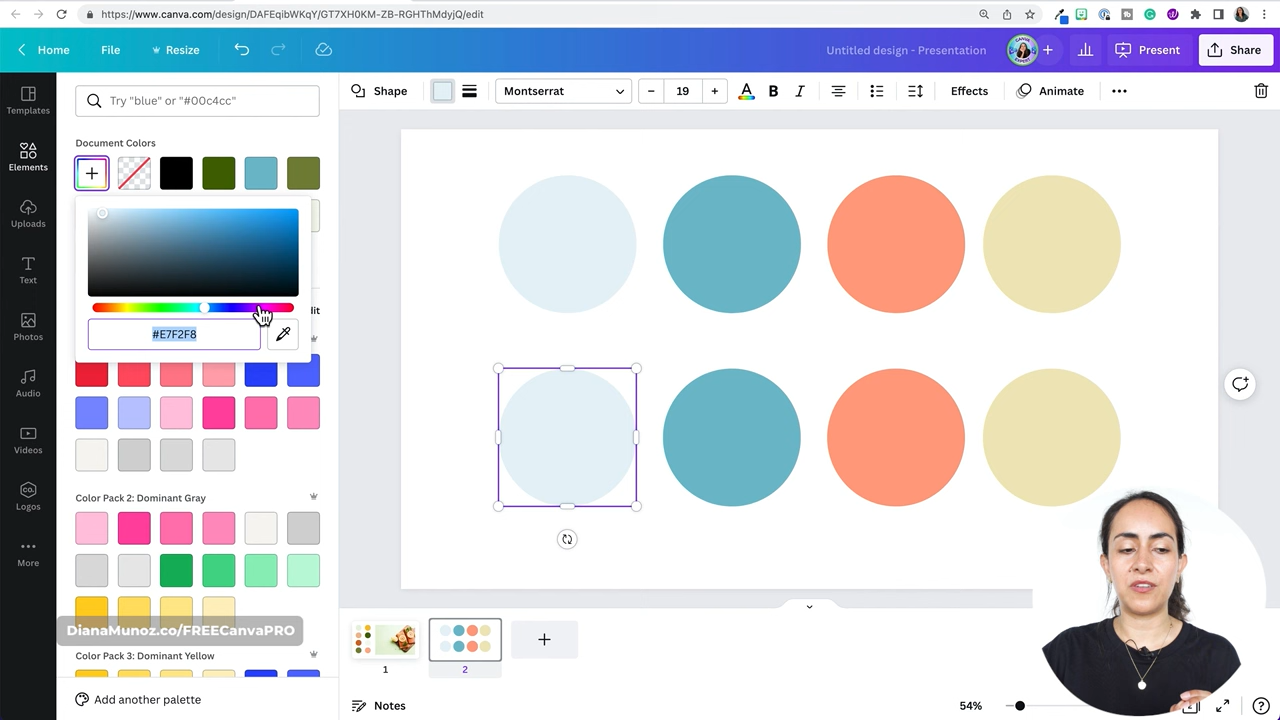 https://www.canva.com/design/DAFEqibWKqY/GT7XH0KM-ZB-RGHThMdyjQ/edit
Home
File
Resize
Untitled design - Presentation
Present
Share
Templates
Elements
Uploads
Text
Photos
Audio
Videos
Logos
More
Try "blue" or "#00c4cc"
Shape
Montserrat
19
A
B
I
Effects
Animate
Document Colors
#E7F2F8
Color Pack 2: Dominant Gray
DianaMunoz.co/FREECanvaPRO
Color Pack 3: Dominant Yellow
Add another palette
1
2
Notes
54%